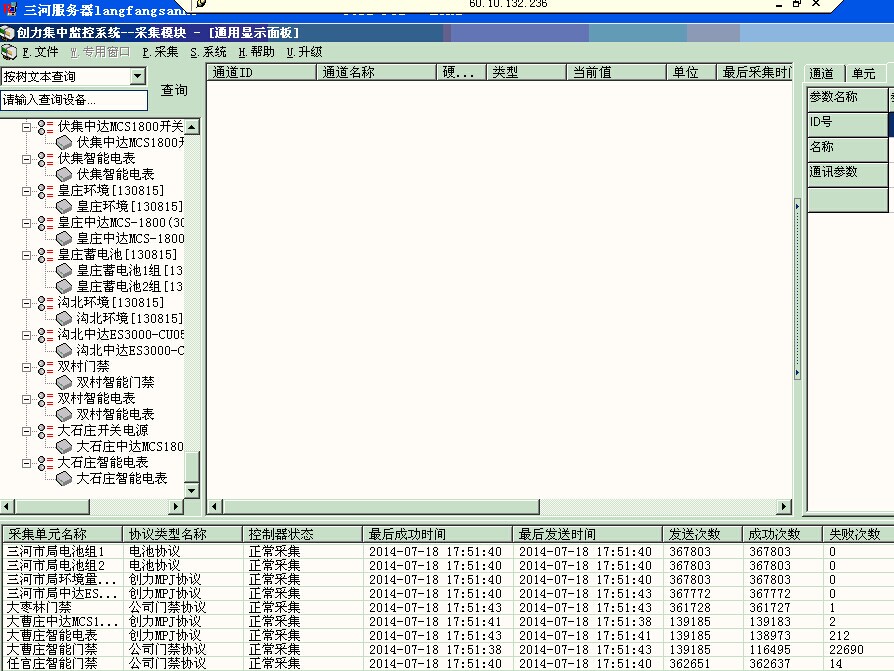 三河服务器langfangsanh
60.10.132.236
创力集中监控系统--采集模块 - [通用显示面板]
F.文件 W.专用窗口 P.采集 S.系统 H.帮助 U.升级
按树文本查询
查询
请输入查询设备...
伏集中达MCS1800开关
伏集中达MCS1800开
伏集智能电表
伏集智能电表
皇庄环境[130815]
皇庄环境[130815]
皇庄中达MCS-1800(30
皇庄中达MCS-1800
皇庄蓄电池[130815]
皇庄蓄电池1组[13
皇庄蓄电池2组[13
沟北环境[130815]
沟北环境[130815]
沟北中达ES3000-CU05
沟北中达ES3000-C
双村门禁
双村智能门禁
双村智能电表
双村智能电表
大石庄开关电源
大石庄中达MCS180
大石庄智能电表
大石庄智能电表
通道ID 通道名称 硬... 类型 当前值 单位 最后采集时
通道 单元
参数名称
ID号
名称
通讯参数
采集单元名称 协议类型名称 控制器状态 最后成功时间 最后发送时间 发送次数 成功次数 失败次数
三河市局电池组1 电池协议 正常采集 2014-07-18 17:51:40 2014-07-18 17:51:40 367803 367803 0
三河市局电池组2 电池协议 正常采集 2014-07-18 17:51:40 2014-07-18 17:51:40 367803 367803 0
三河市局环境量... 创力MPJ协议 正常采集 2014-07-18 17:51:40 2014-07-18 17:51:40 367803 367803 0
三河市局中达ES... 创力MPJ协议 正常采集 2014-07-18 17:51:40 2014-07-18 17:51:43 367772 367772 0
大枣林门禁 公司门禁协议 正常采集 2014-07-18 17:51:43 2014-07-18 17:51:43 361728 361727 1
大曹庄中达MCS1... 创力MPJ协议 正常采集 2014-07-18 17:51:41 2014-07-18 17:51:38 139185 139183 2
大曹庄智能电表 创力MPJ协议 正常采集 2014-07-18 17:51:43 2014-07-18 17:51:41 139185 138973 212
大曹庄智能门禁 公司门禁协议 正常采集 2014-07-18 17:51:38 2014-07-18 17:51:43 139185 116495 22690
任官庄智能门禁 公司门禁协议 正常采集 2014-07-18 17:51:40 2014-07-18 17:51:40 362651 362637 14